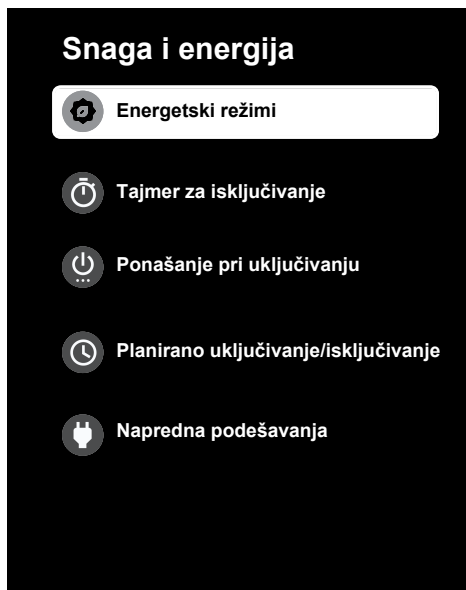 Snaga i energija
Energetski režimi
Tajmer za isključivanje
Ponašanje pri uključivanju
Planirano uključivanje/isključivanje
Napredna podešavanja